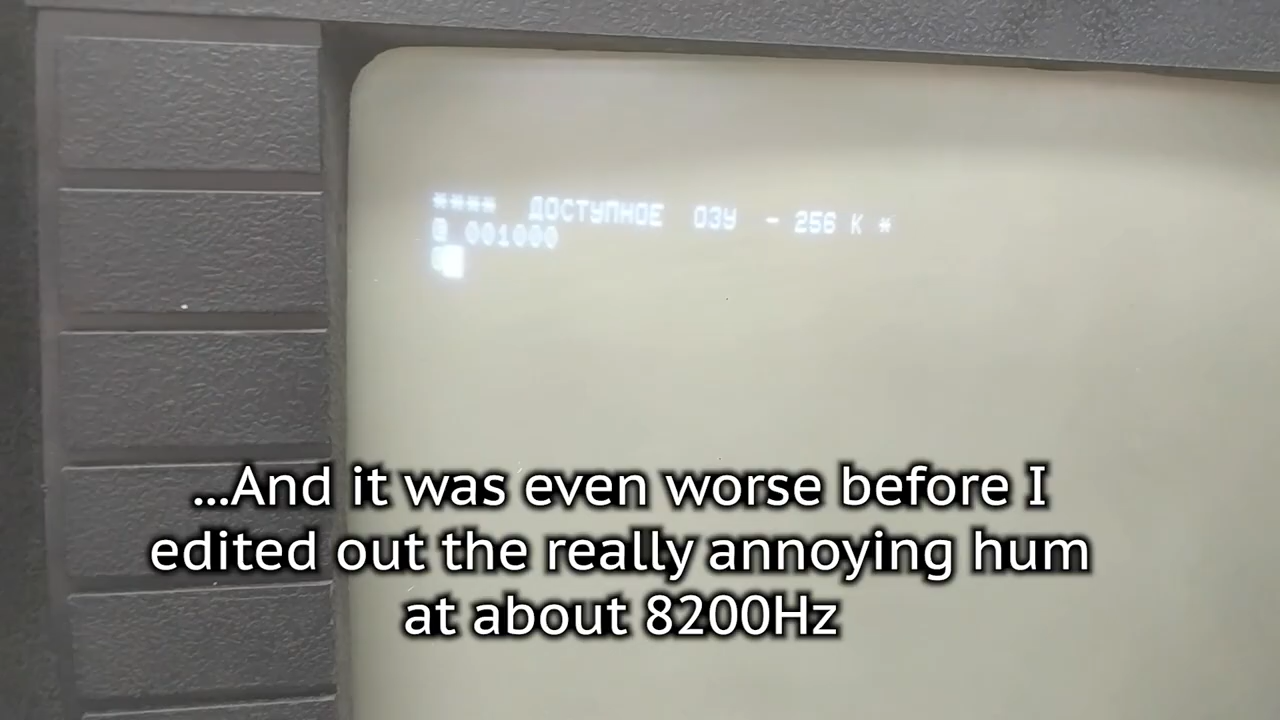 **** ДОСТУПНОЕ ОЗУ - 256 К *
@ 001000
@
...And it was even worse before I
edited out the really annoying hum
at about 8200Hz